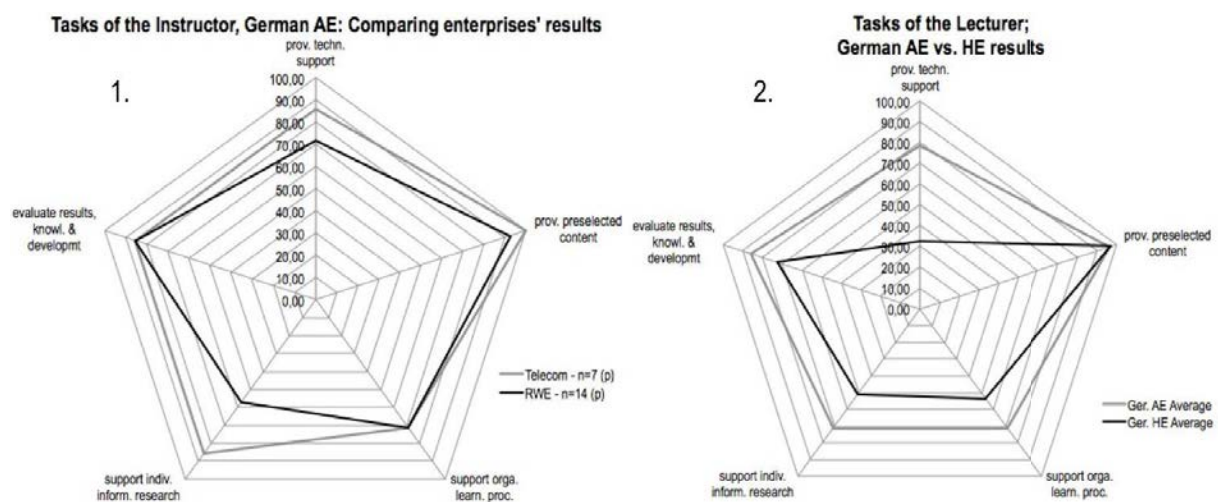 Tasks of the Instructor, German AE: Comparing enterprises' results
1.
prov. techn.
support
100,00
90,00
80,00
70,00
60,00
50,00
40,00
30,00
20,00
10,00
0,00
evaluate results,
knowl. &
developmt
prov. preselected
content
Telecom - n=7 (p)
RWE - n=14 (p)
support indiv.
inform. research
support orga.
learn. proc.
Tasks of the Lecturer;
German AE vs. HE results
2.
prov. techn.
support
100,00
90,00
80,00
70,00
60,00
50,00
40,00
30,00
20,00
10,00
0,00
evaluate results,
knowl. &
developmt
prov. preselected
content
Ger. AE Average
Ger. HE Average
support indiv.
inform. research
support orga.
learn. proc.